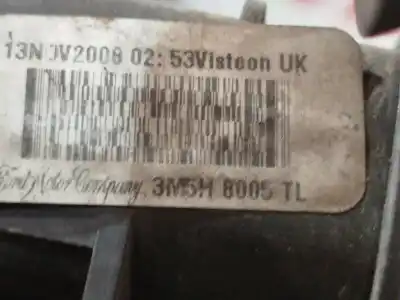 13NOV2008 02:53Visteon UK
Ford Motor Company 3M5H 8005 TL